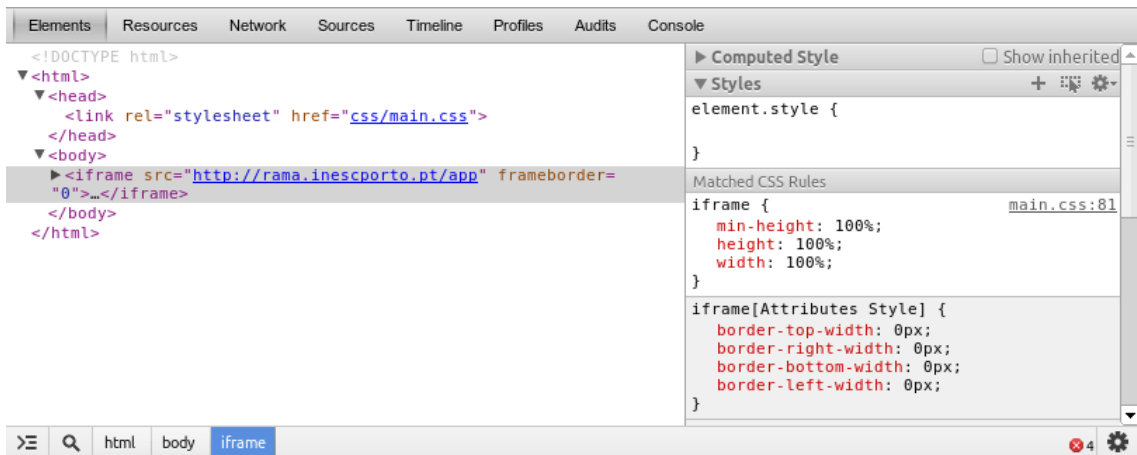 Elements Resources Network Sources Timeline Profiles Audits Console
<!DOCTYPE html>
▼<html>
▼<head>
<link rel="stylesheet" href="css/main.css">
</head>
▼<body>
▶<iframe src="http://rama.inescporto.pt/app" frameborder=
"0">…</iframe>
</body>
</html>
▶ Computed Style Show inherited
▼ Styles
element.style {
}
Matched CSS Rules
iframe { main.css:81
min-height: 100%;
height: 100%;
width: 100%;
}
iframe[Attributes Style] {
border-top-width: 0px;
border-right-width: 0px;
border-bottom-width: 0px;
border-left-width: 0px;
}
html body iframe 4